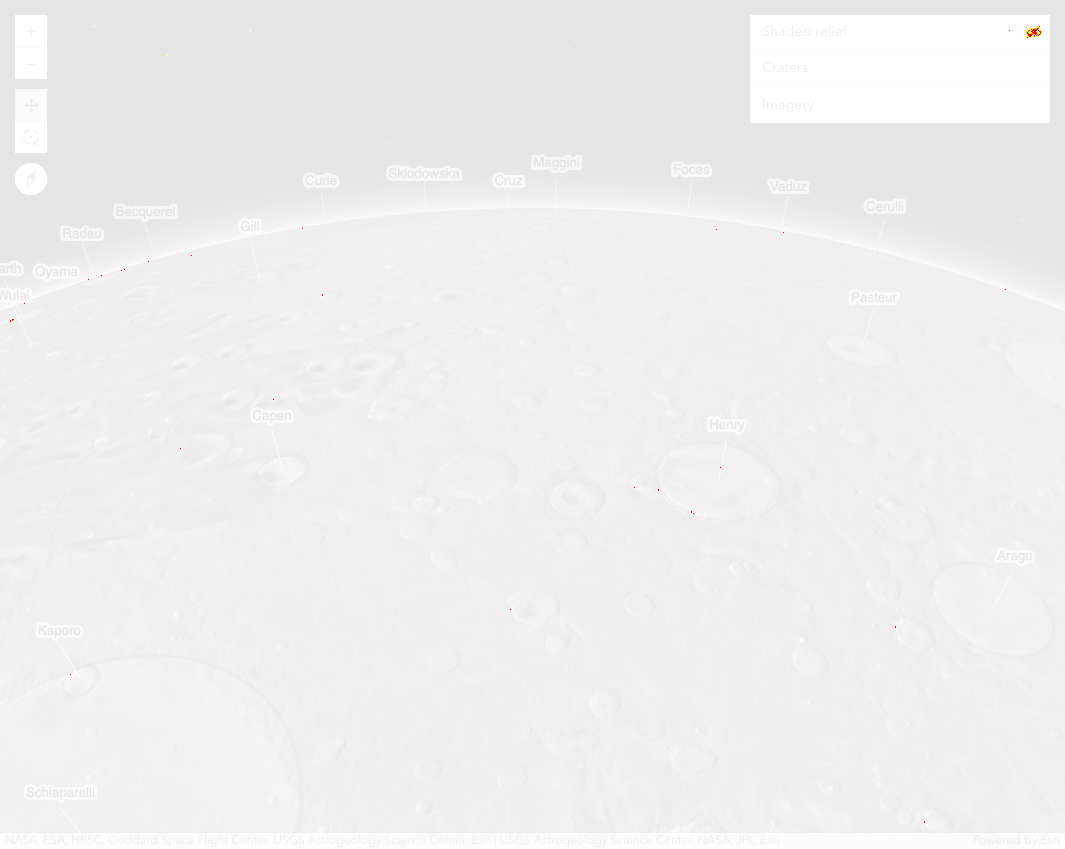 +
Shaded relief
−
Craters
Imagery
Maggini
Focas
Sklodowska
Curie
Cruz
Vaduz
Cerulli
Becquerel
Gill
Radau
arth
Oyama
Wulai
Pasteur
Capen
Henry
Arago
Kaporo
Schiaparelli
NASA, ESA, HRSC, Goddard Space Flight Center, USGS Astrogeology Science Center, Esri | USGS Astrogeology Science Center, NASA, JPL, Esri
Powered by Esri